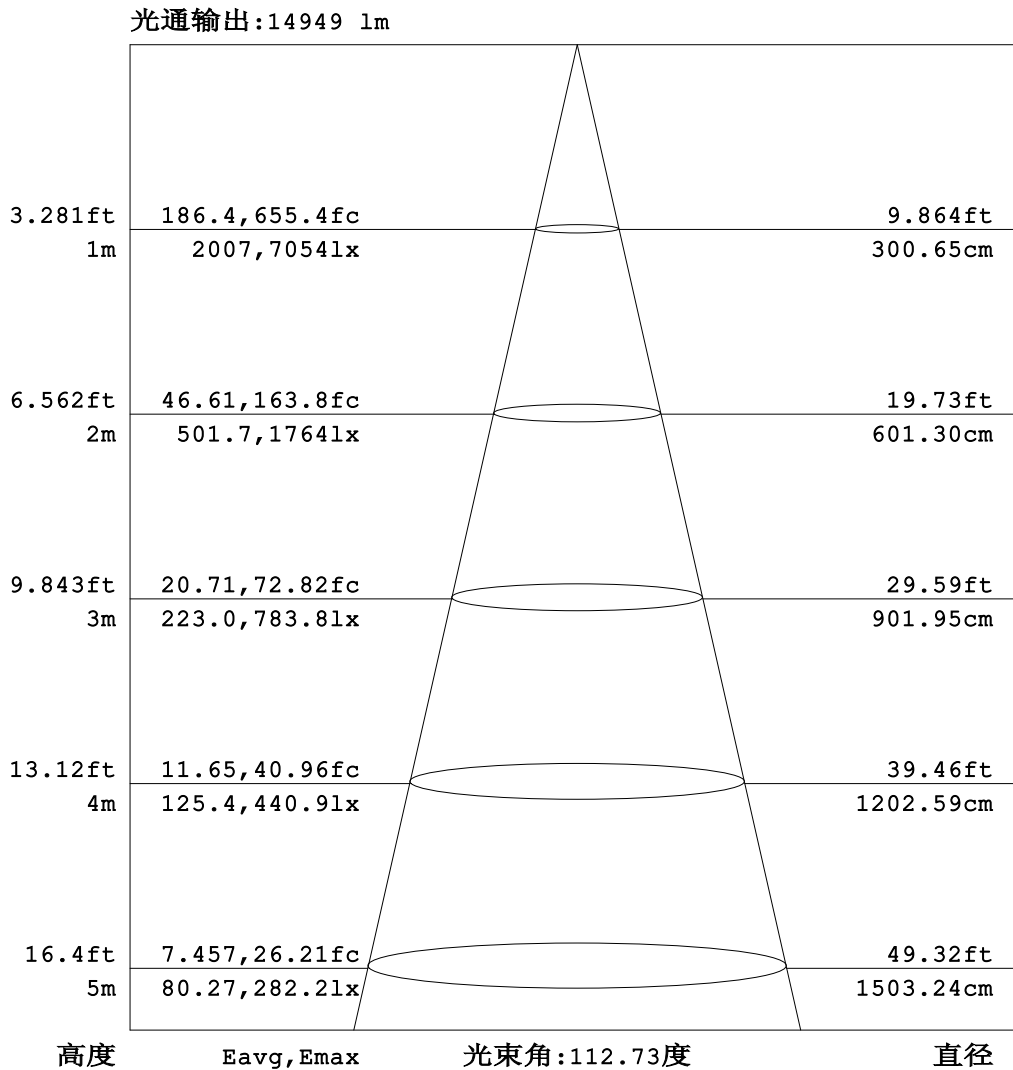 光通输出:14949 lm
3.281ft 186.4,655.4fc 9.864ft
1m 2007,7054lx 300.65cm
6.562ft 46.61,163.8fc 19.73ft
2m 501.7,1764lx 601.30cm
9.843ft 20.71,72.82fc 29.59ft
3m 223.0,783.8lx 901.95cm
13.12ft 11.65,40.96fc 39.46ft
4m 125.4,440.9lx 1202.59cm
16.4ft 7.457,26.21fc 49.32ft
5m 80.27,282.2lx 1503.24cm
高度 Eavg,Emax 光束角:112.73度 直径